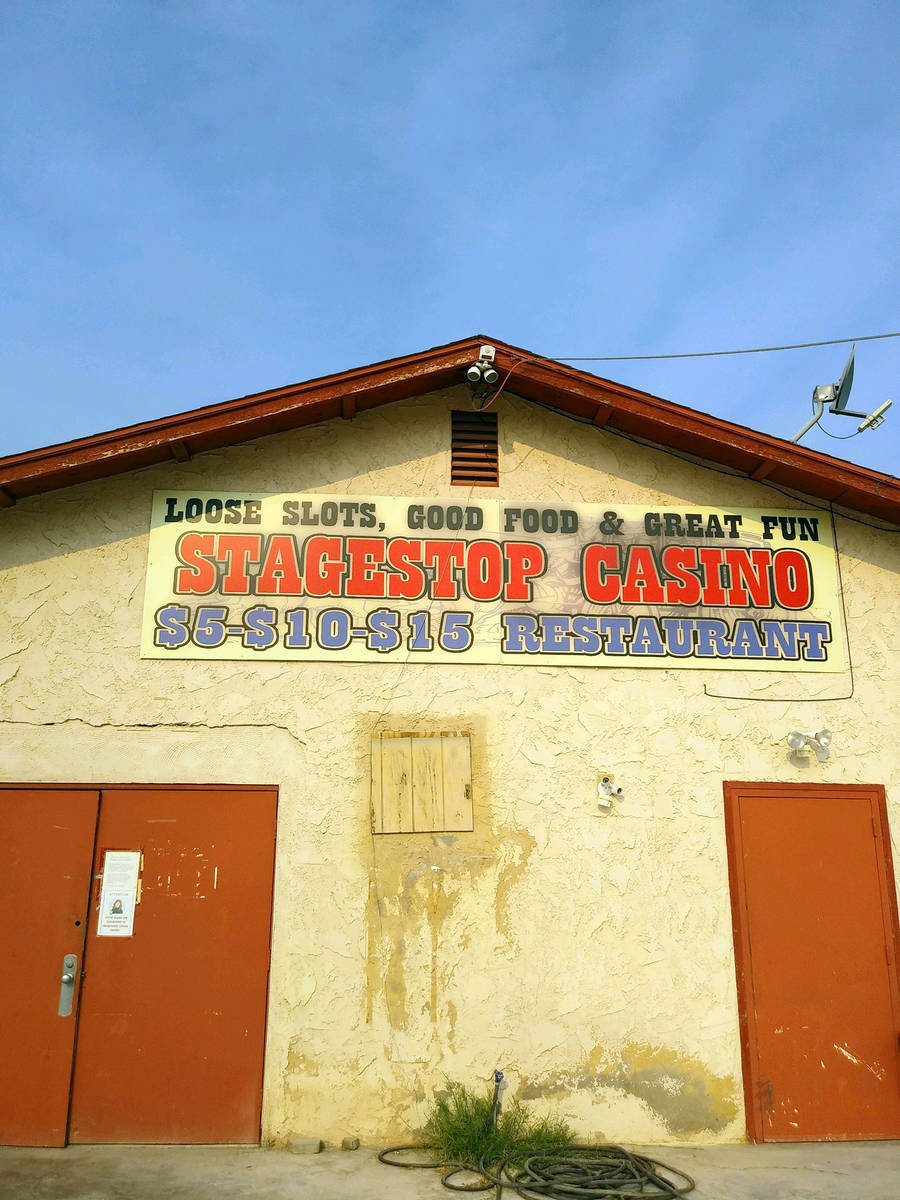 LOOSE SLOTS, GOOD FOOD & GREAT FUN
STAGESTOP CASINO
$5-$10-$15 RESTAURANT